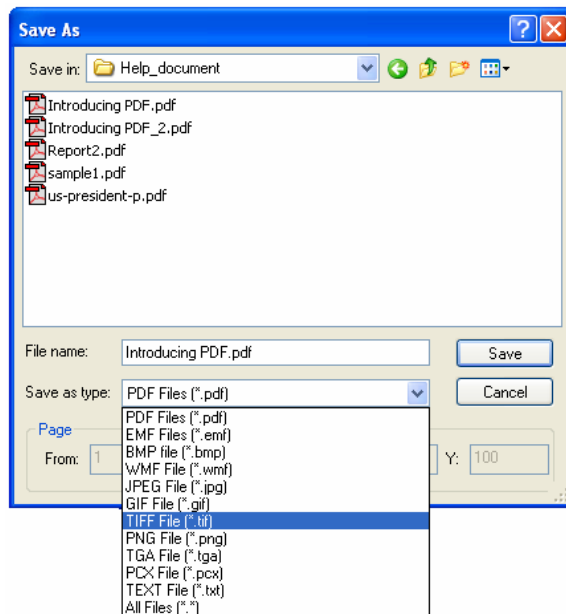 Save As
Save in: Help_document
Introducing PDF.pdf
Introducing PDF_2.pdf
Report2.pdf
sample1.pdf
us-president-p.pdf
File name: Introducing PDF.pdf Save
Save as type: PDF Files (*.pdf) Cancel
PDF Files (*.pdf)
EMF Files (*.emf)
Page
BMP file (*.bmp)
WMF File (*.wmf)
From: 1 Y: 100
JPEG File (*.jpg)
GIF File (*.gif)
TIFF File (*.tif)
PNG File (*.png)
TGA File (*.tga)
PCX File (*.pcx)
TEXT File (*.txt)
All Files (*.*)